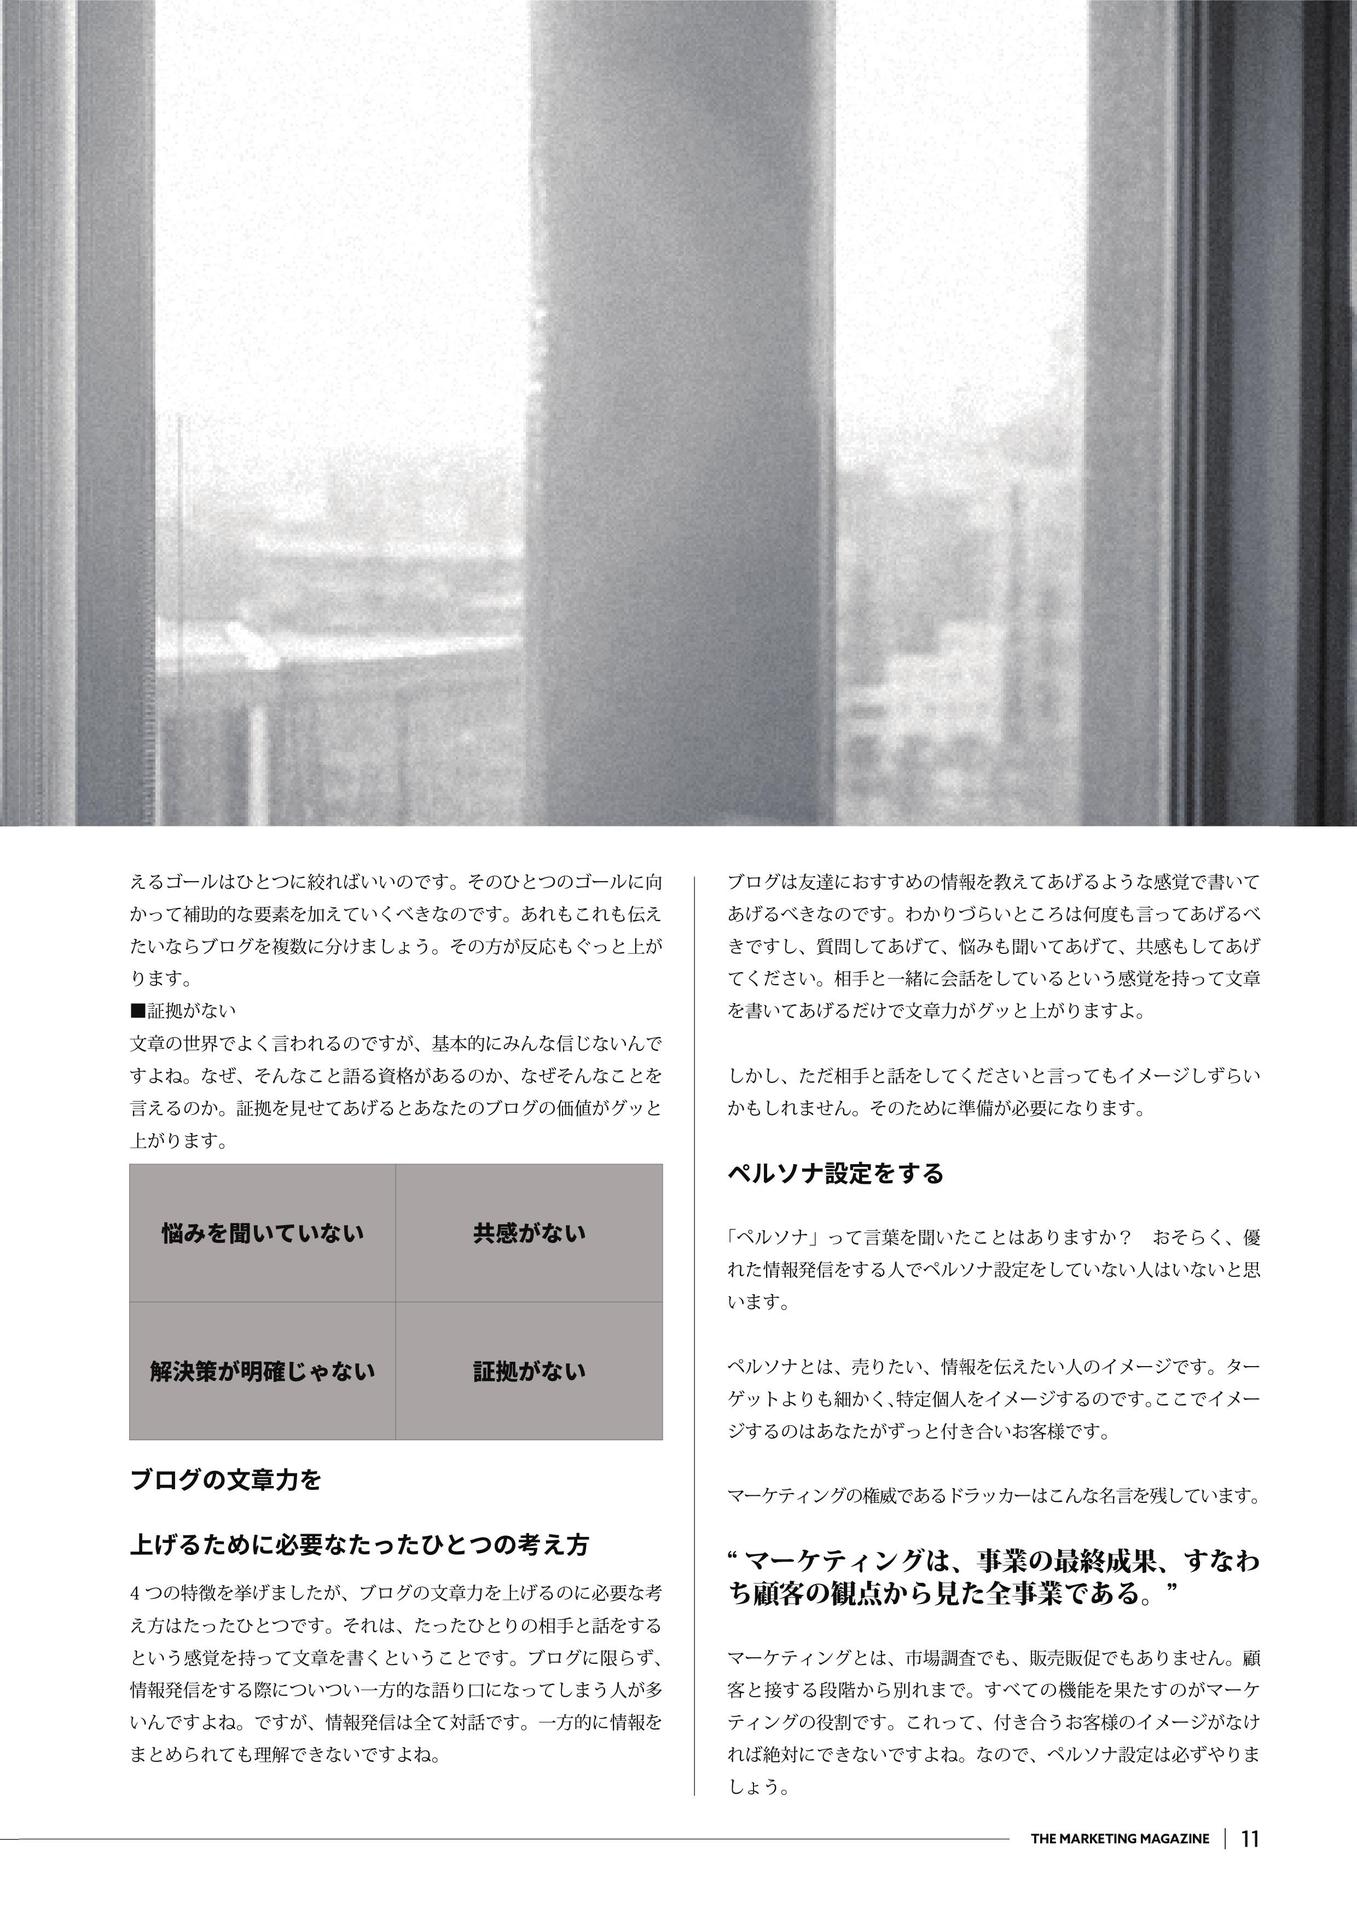 えるゴールはひとつに絞ればいいのです。そのひとつのゴールに向
かって補助的な要素を加えていくべきなのです。あれもこれも伝え
たいならブログを複数に分けましょう。その方が反応もぐっと上が
ります。
■証拠がない
文章の世界でよく言われるのですが、基本的にみんな信じないんで
すよね。なぜ、そんなこと語る資格があるのか、なぜそんなことを
言えるのか。証拠を見せてあげるとあなたのブログの価値がグッと
上がります。
悩みを聞いていない
共感がない
解決策が明確じゃない
証拠がない
ブログの文章力を
上げるために必要なたったひとつの考え方
4 つの特徴を挙げましたが、ブログの文章力を上げるのに必要な考
え方はたったひとつです。それは、たったひとりの相手と話をする
という感覚を持って文章を書くということです。ブログに限らず、
情報発信をする際についつい一方的な語り口になってしまう人が多
いんですよね。ですが、情報発信は全て対話です。一方的に情報を
まとめられても理解できないですよね。
ブログは友達におすすめの情報を教えてあげるような感覚で書いて
あげるべきなのです。わかりづらいところは何度も言ってあげるべ
きですし、質問してあげて、悩みも聞いてあげて、共感もしてあげ
てください。相手と一緒に会話をしているという感覚を持って文章
を書いてあげるだけで文章力がグッと上がりますよ。
しかし、ただ相手と話をしてくださいと言ってもイメージしずらい
かもしれません。そのために準備が必要になります。
ペルソナ設定をする
「ペルソナ」って言葉を聞いたことはありますか？　おそらく、優
れた情報発信をする人でペルソナ設定をしていない人はいないと思
います。
ペルソナとは、売りたい、情報を伝えたい人のイメージです。ター
ゲットよりも細かく、特定個人をイメージするのです。ここでイメー
ジするのはあなたがずっと付き合いお客様です。
マーケティングの権威であるドラッカーはこんな名言を残しています。
“ マーケティングは、事業の最終成果、すなわ
ち顧客の観点から見た全事業である。”
マーケティングとは、市場調査でも、販売販促でもありません。顧
客と接する段階から別れまで。すべての機能を果たすのがマーケ
ティングの役割です。これって、付き合うお客様のイメージがなけ
れば絶対にできないですよね。なので、ペルソナ設定は必ずやりま
しょう。
THE MARKETING MAGAZINE | 11